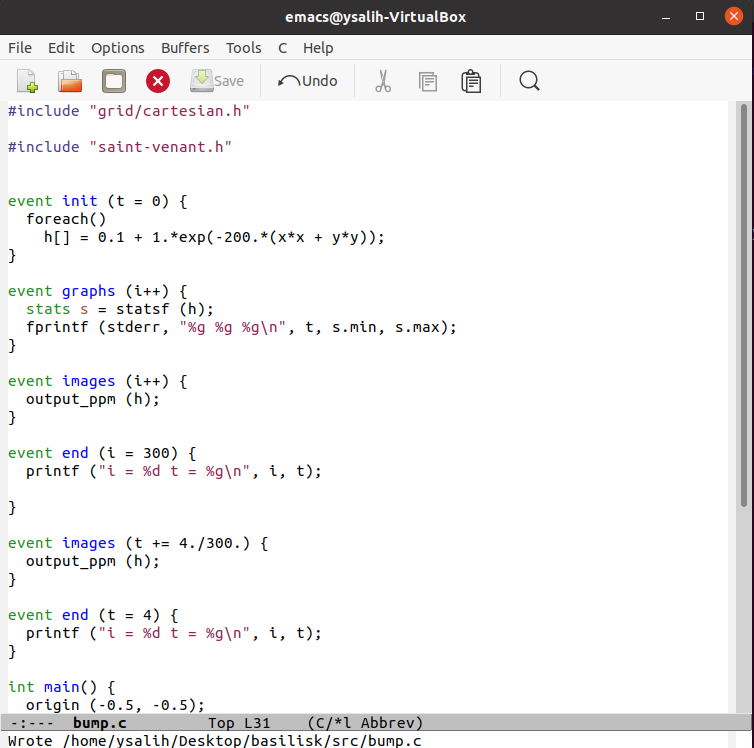 emacs@ysalih-VirtualBox
File Edit Options Buffers Tools C Help
Save Undo
#include "grid/cartesian.h"
#include "saint-venant.h"
event init (t = 0) {
  foreach()
    h[] = 0.1 + 1.*exp(-200.*(x*x + y*y));
}
event graphs (i++) {
  stats s = statsf (h);
  fprintf (stderr, "%g %g %g\n", t, s.min, s.max);
}
event images (i++) {
  output_ppm (h);
}
event end (i = 300) {
  printf ("i = %d t = %g\n", i, t);
}
event images (t += 4./300.) {
  output_ppm (h);
}
event end (t = 4) {
  printf ("i = %d t = %g\n", i, t);
}
int main() {
  origin (-0.5, -0.5);
-:--- bump.c Top L31 (C/*l Abbrev)
Wrote /home/ysalih/Desktop/basilisk/src/bump.c